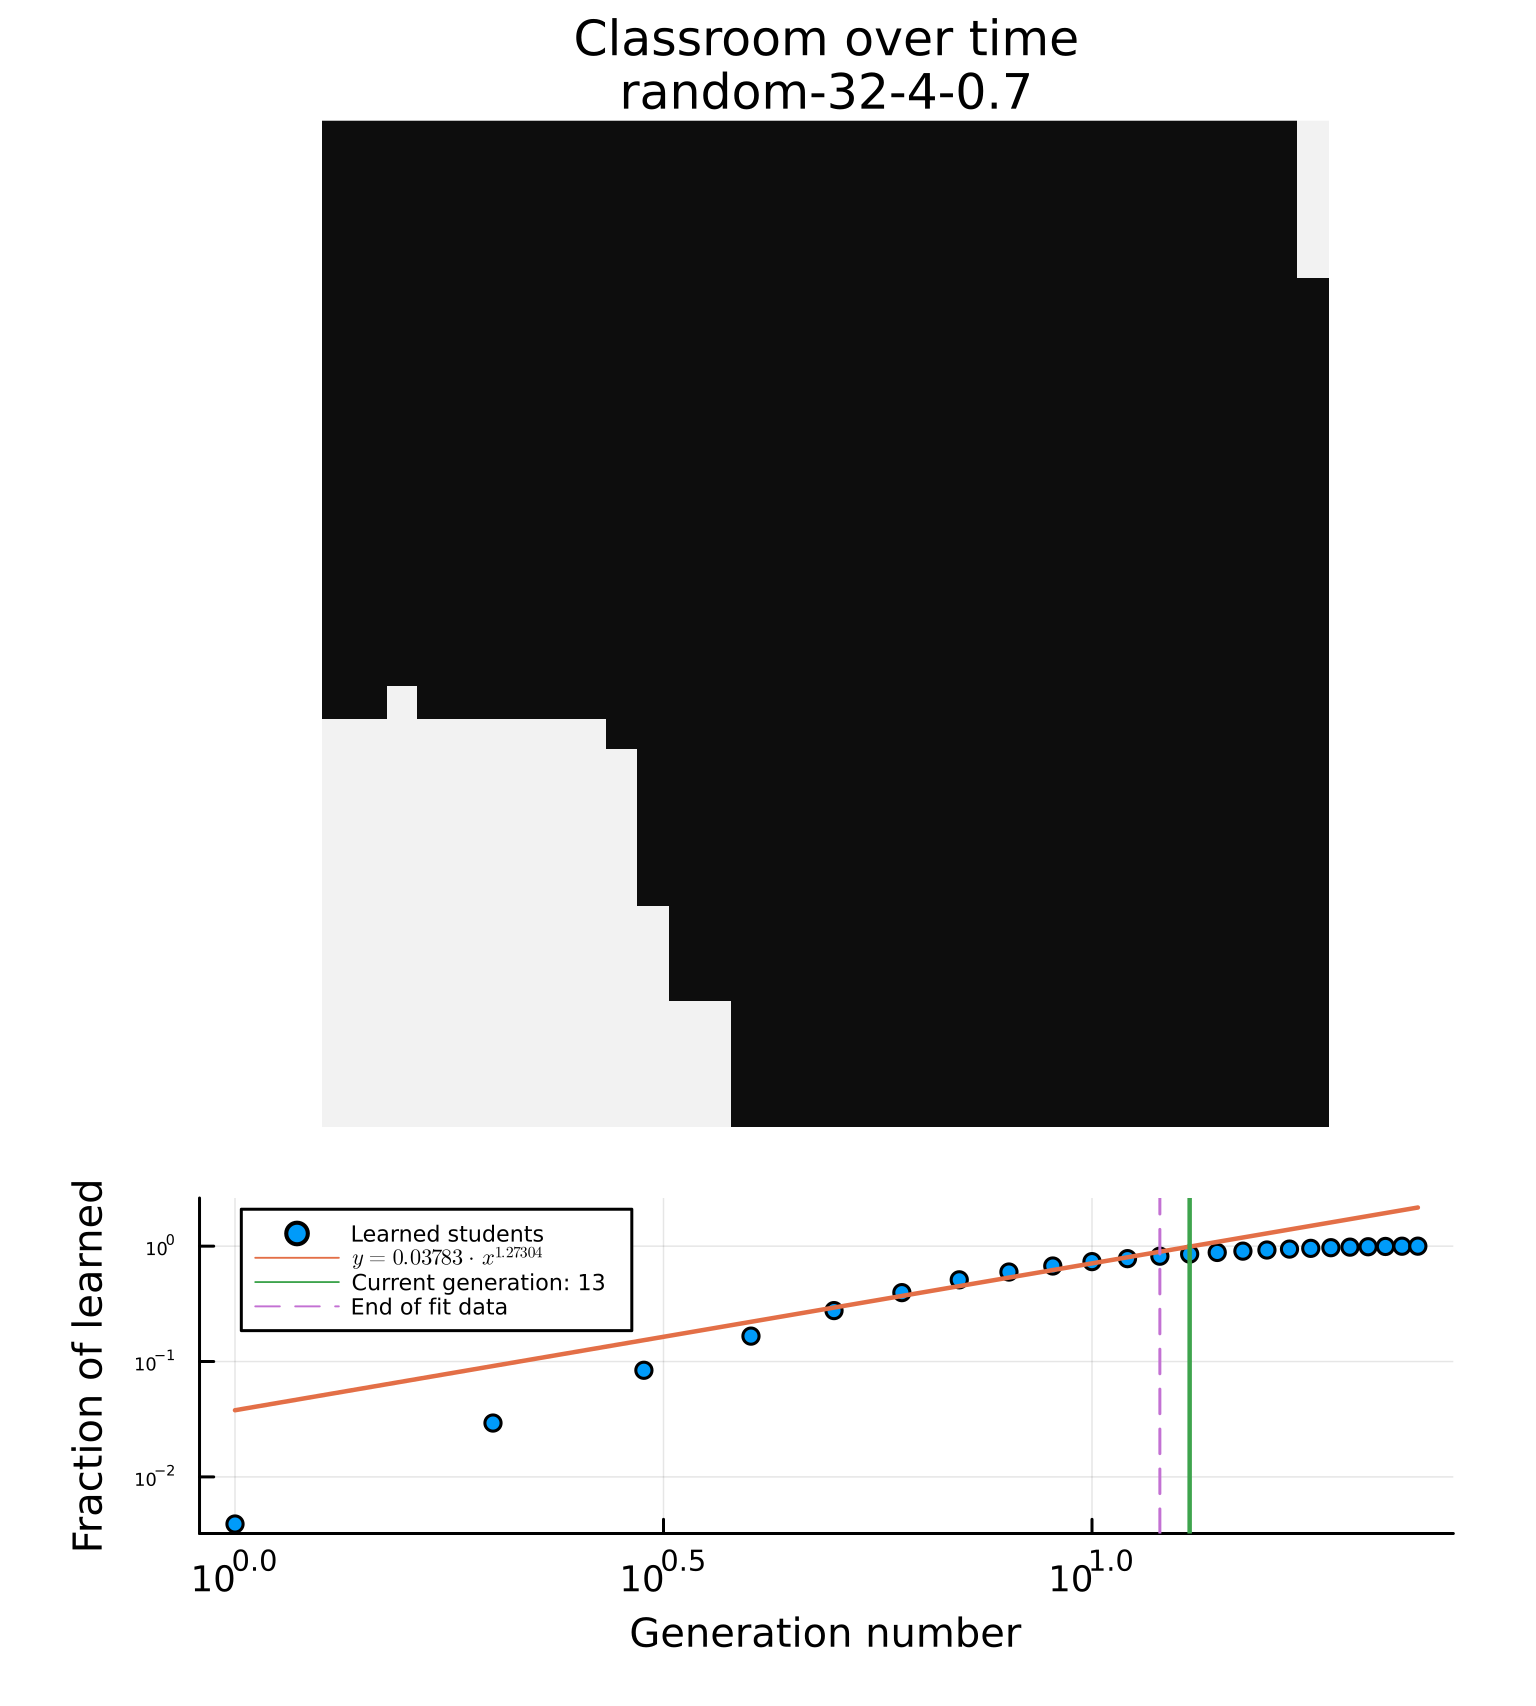 Classroom over time
random-32-4-0.7
Fraction of learned
10⁰
10⁻¹
10⁻²
Learned students
y = 0.03783 · x^1.27304
Current generation: 13
End of fit data
10^0.0
10^0.5
10^1.0
Generation number